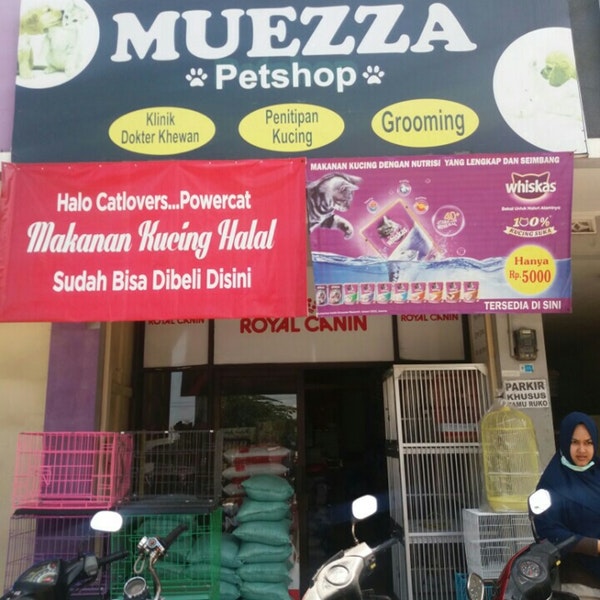 MUEZZA
Petshop
Klinik
Dokter Khewan
Penitipan
Kucing
Grooming
Halo Catlovers...Powercat
Makanan Kucing Halal
Sudah Bisa Dibeli Disini
MAKANAN KUCING DENGAN NUTRISI YANG LENGKAP DAN SEIMBANG
whiskas
100%
KUCING SUKA
Hanya
Rp.5000
TERSEDIA DI SINI
ROYAL CANIN
ROYAL CANIN
ROYAL CANIN
PARKIR
KHUSUS
TAMU RUKO